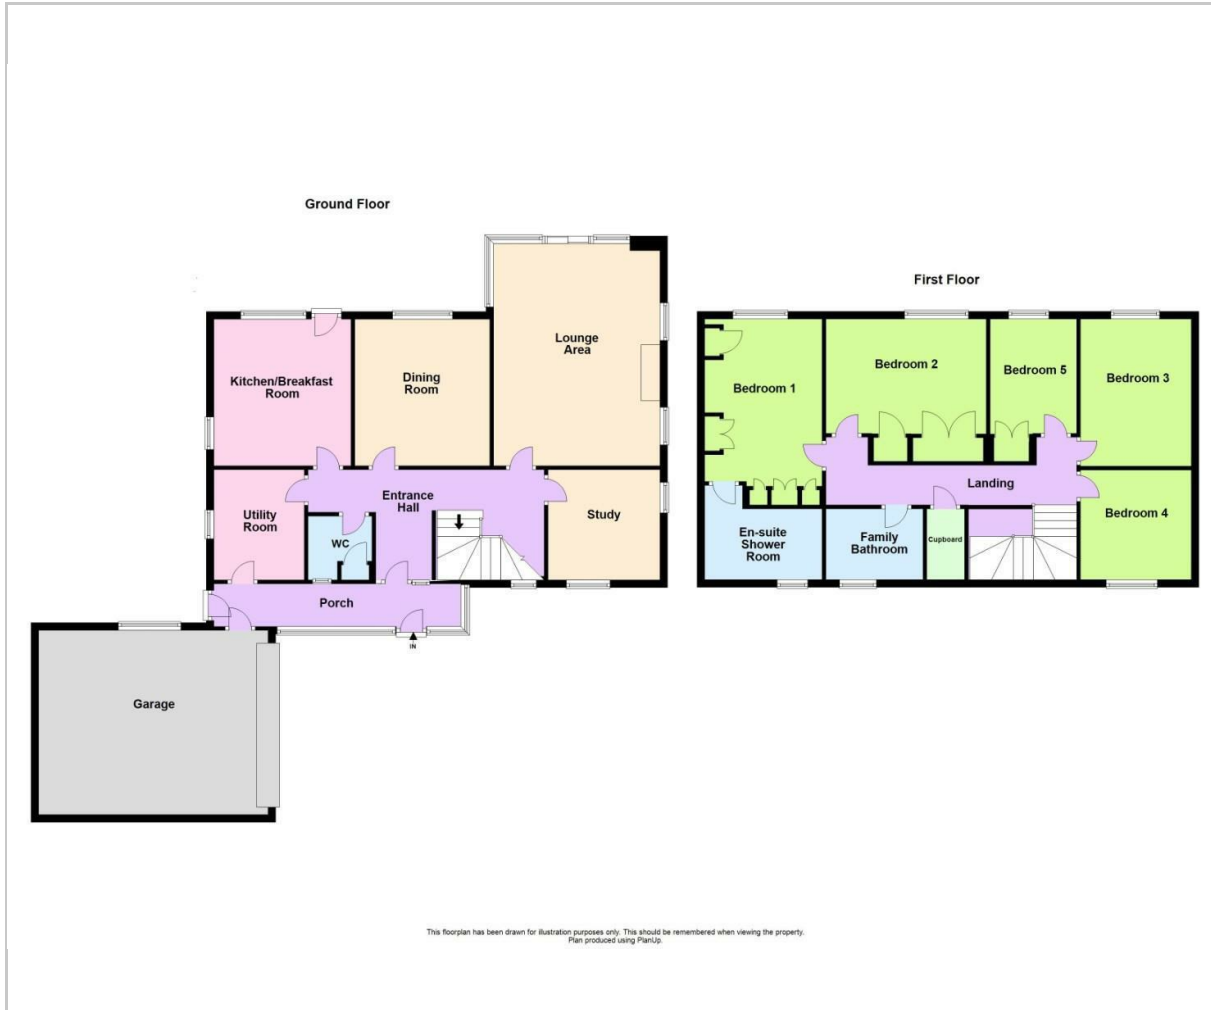 Ground Floor
Kitchen/Breakfast
Room
Dining
Room
Lounge
Area
Utility
Room
WC
Entrance
Hall
Study
Porch
IN
Garage
First Floor
Bedroom 1
Bedroom 2
Bedroom 5
Bedroom 3
Landing
Bedroom 4
En-suite
Shower
Room
Family
Bathroom
Cupboard
This floorplan has been drawn for illustration purposes only. This should be remembered when viewing the property.
Plan produced using PlanUp.